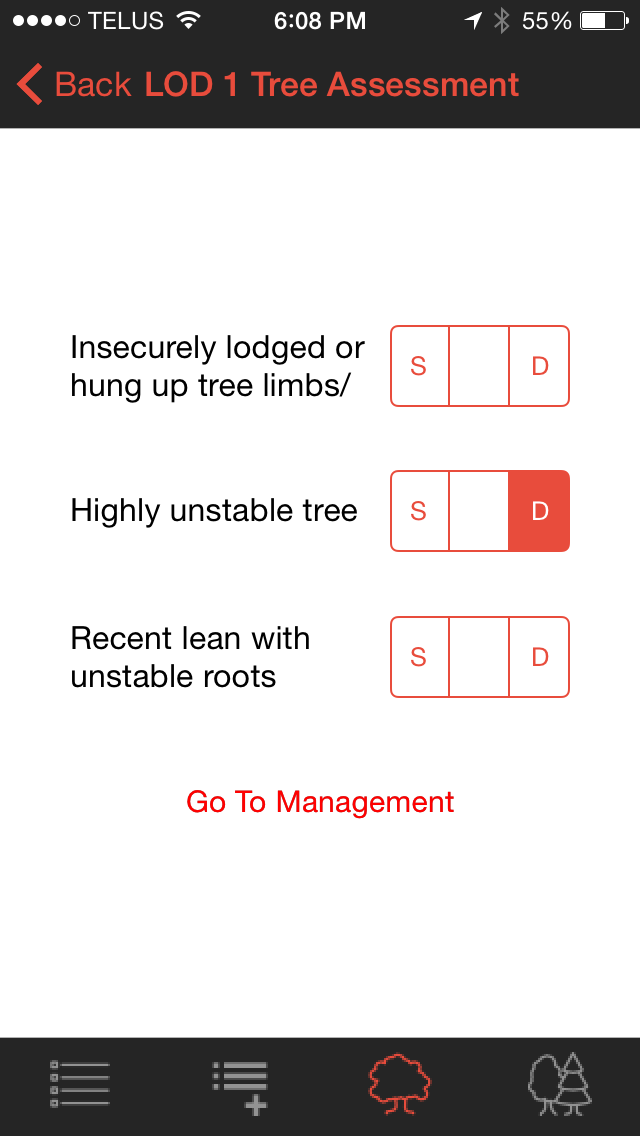 TELUS 6:08 PM 55%
Back LOD 1 Tree Assessment
Insecurely lodged or
hung up tree limbs/
S D
Highly unstable tree
S D
Recent lean with
unstable roots
S D
Go To Management